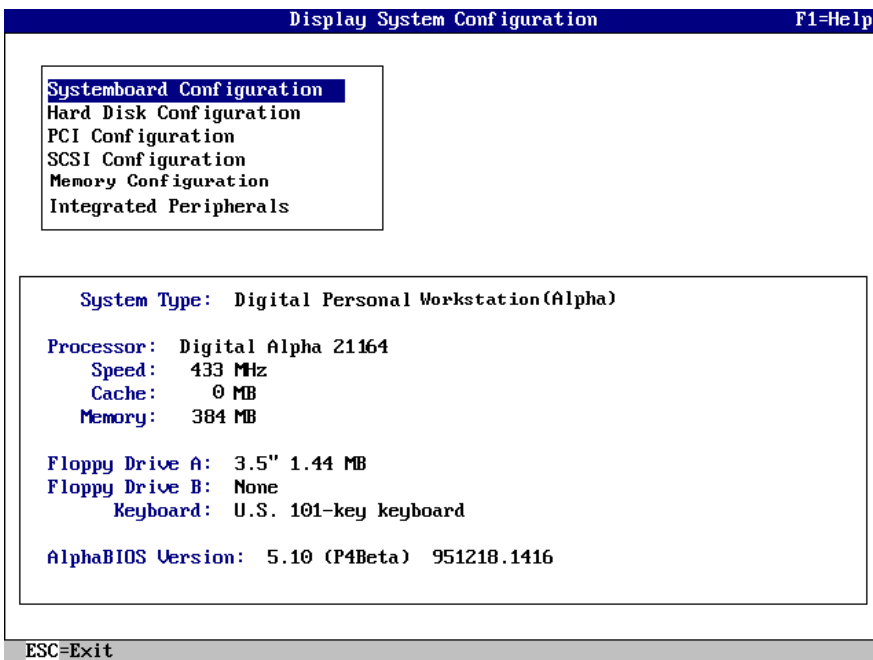 Display System Configuration F1=Help
Systemboard Configuration
Hard Disk Configuration
PCI Configuration
SCSI Configuration
Memory Configuration
Integrated Peripherals
System Type: Digital Personal Workstation(Alpha)
Processor: Digital Alpha 21164
Speed: 433 MHz
Cache: 0 MB
Memory: 384 MB
Floppy Drive A: 3.5" 1.44 MB
Floppy Drive B: None
Keyboard: U.S. 101-key keyboard
AlphaBIOS Version: 5.10 (P4Beta) 951218.1416
ESC=Exit